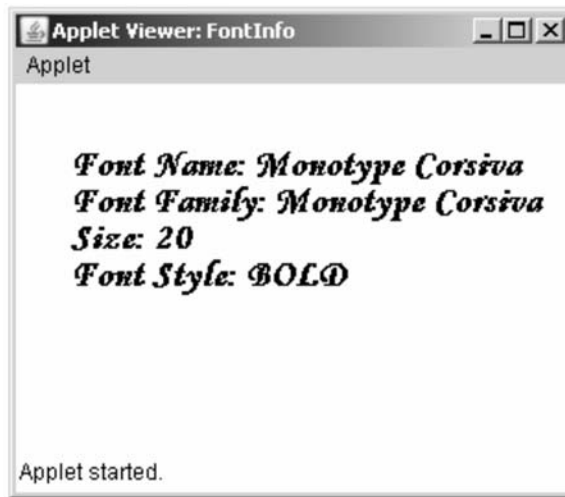 Applet Viewer: FontInfo
Applet
Font Name: Monotype Corsiva
Font Family: Monotype Corsiva
Size: 20
Font Style: BOLD
Applet started.